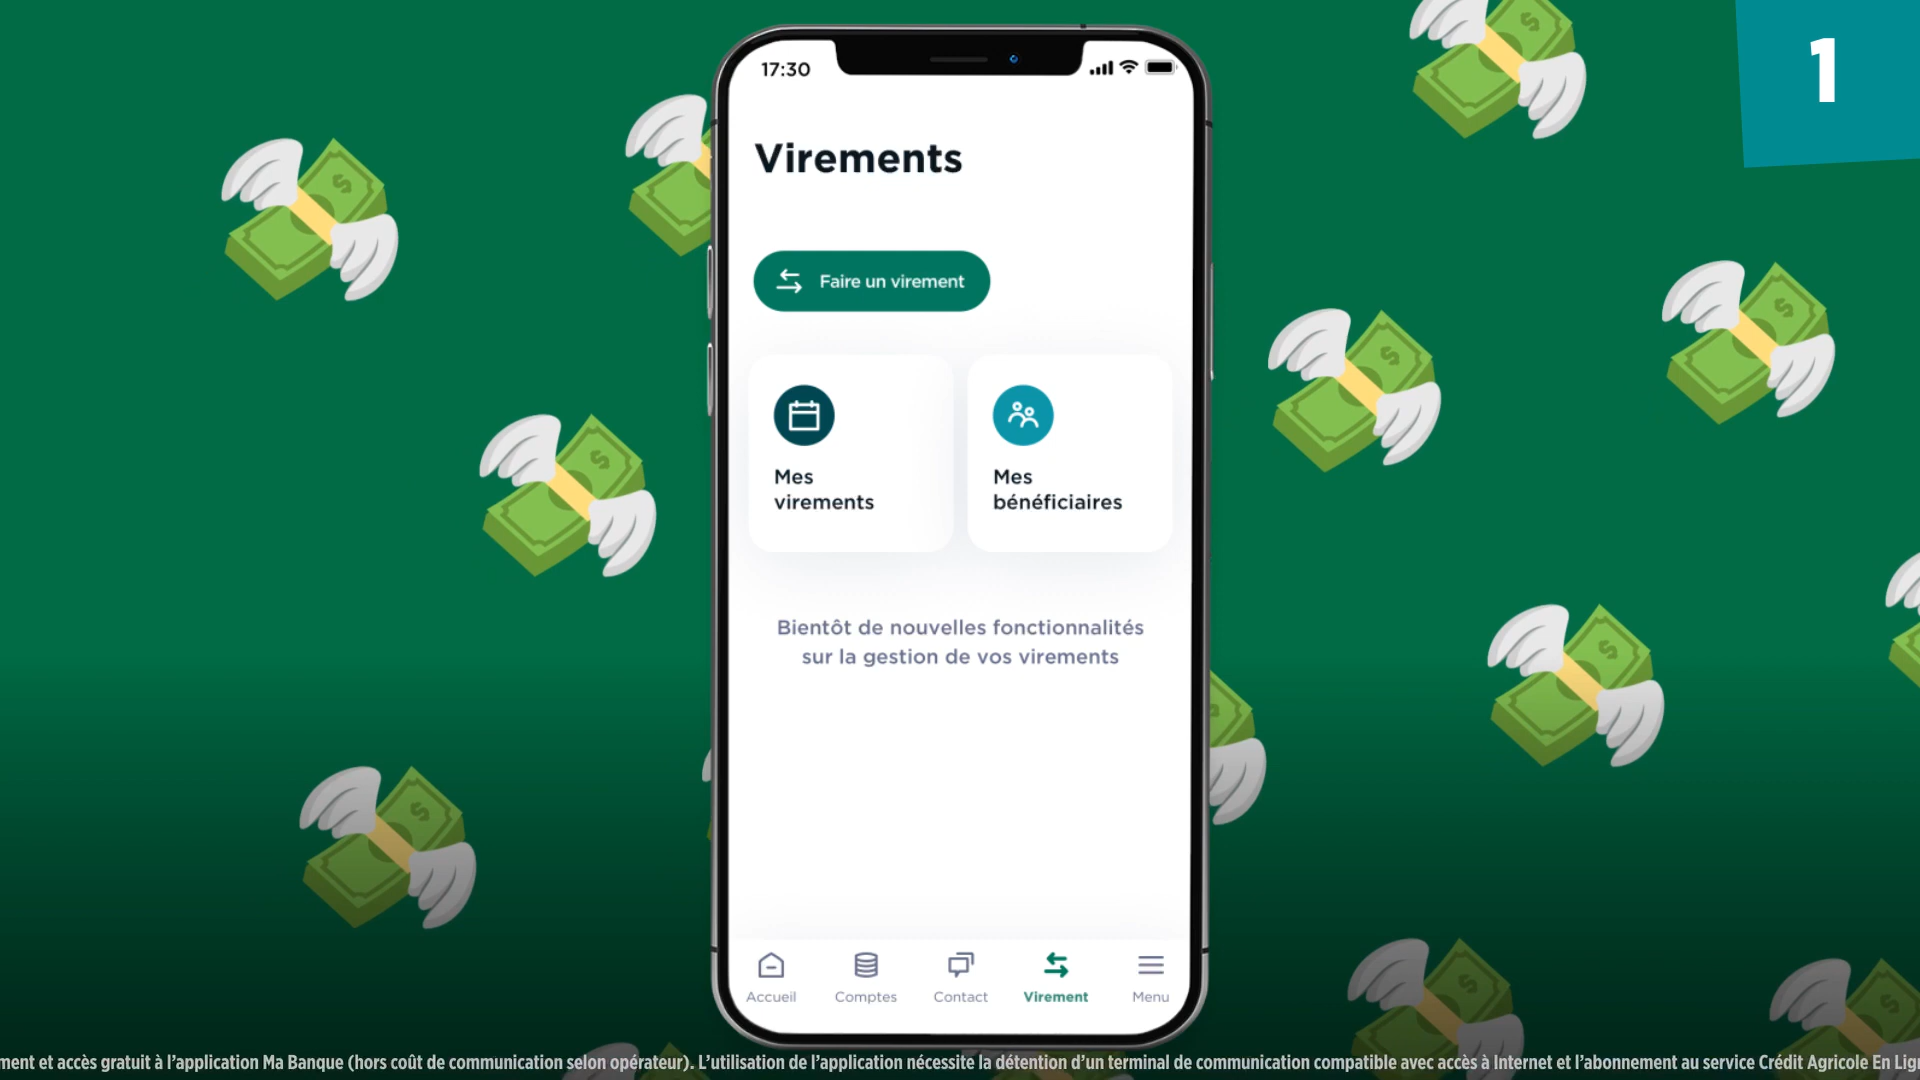 1
17:30
Virements
Faire un virement
Mes
virements
Mes
bénéficiaires
Bientôt de nouvelles fonctionnalités
sur la gestion de vos virements
Accueil
Comptes
Contact
Virement
Menu
et accès gratuit à l'application Ma Banque (hors coût de communication selon opérateur). L'utilisation de l'application nécessite la détention d'un terminal de communication compatible avec accès à Internet et l'abonnement au service Crédit Agricole En